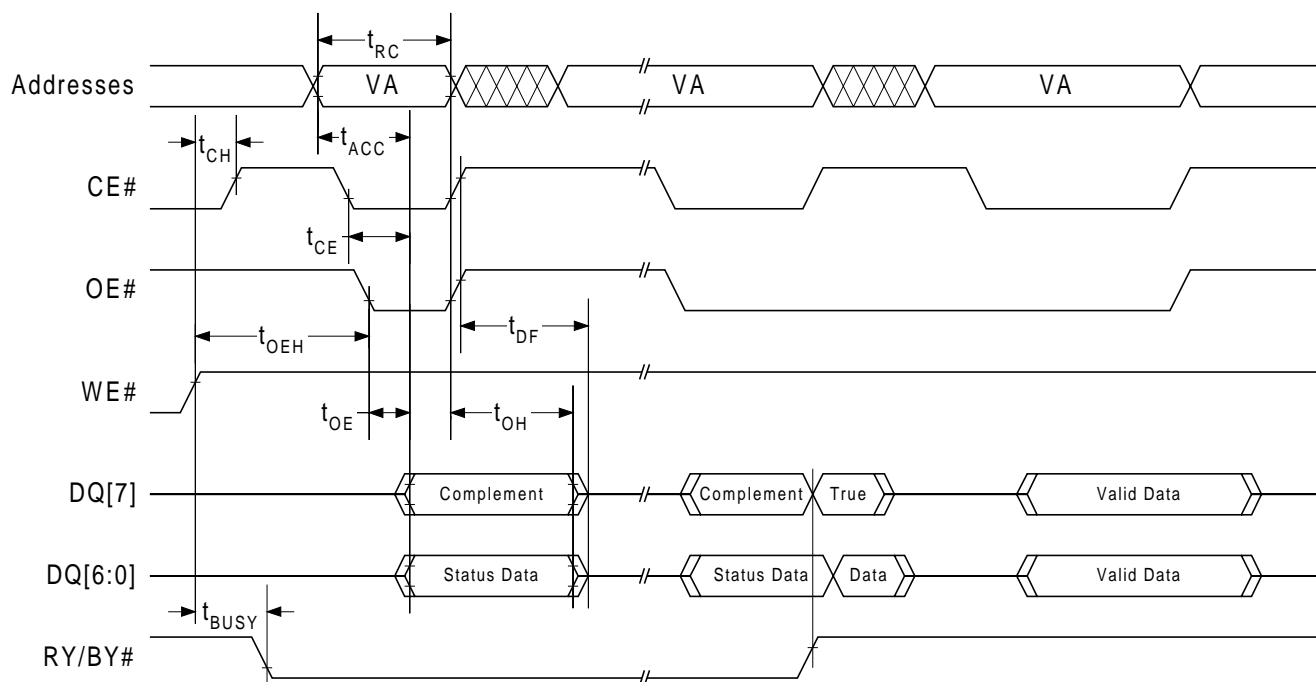 tRC
Addresses VA VA VA
tCH tACC
CE#
tCE
OE#
tOEH tDF
WE#
tOE tOH
DQ[7] Complement Complement True Valid Data
DQ[6:0] Status Data Status Data Data Valid Data
tBUSY
RY/BY#